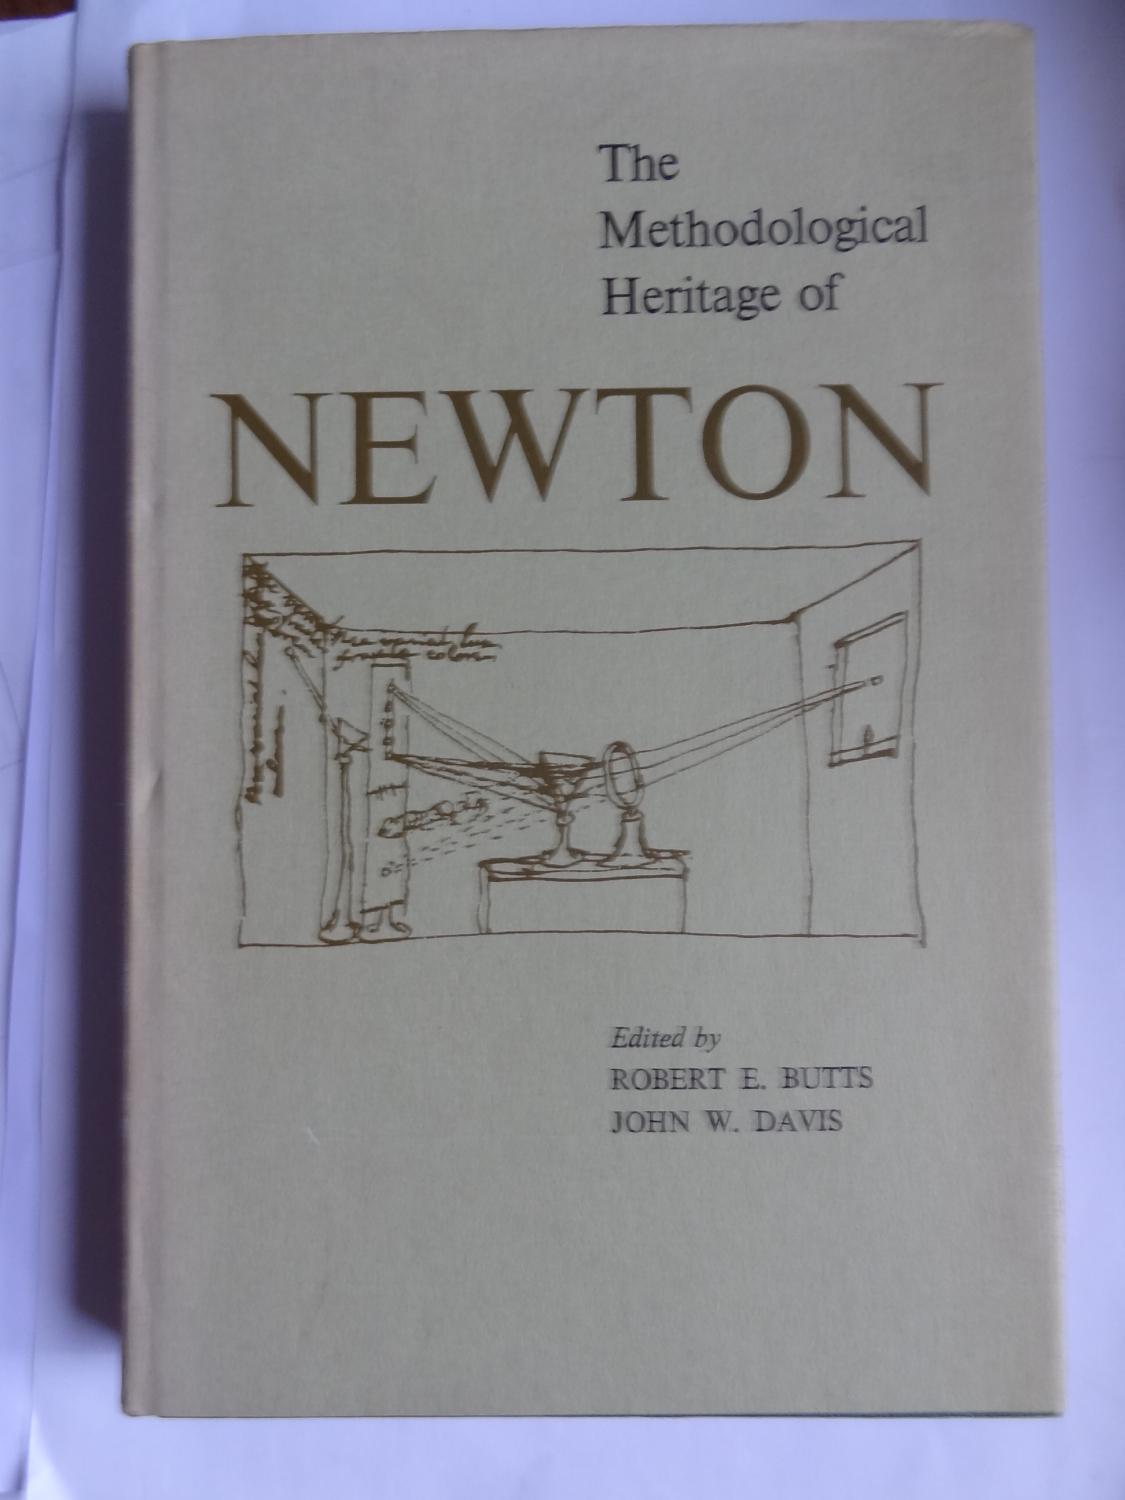 The
Methodological
Heritage of
NEWTON
Edited by
ROBERT E. BUTTS
JOHN W. DAVIS